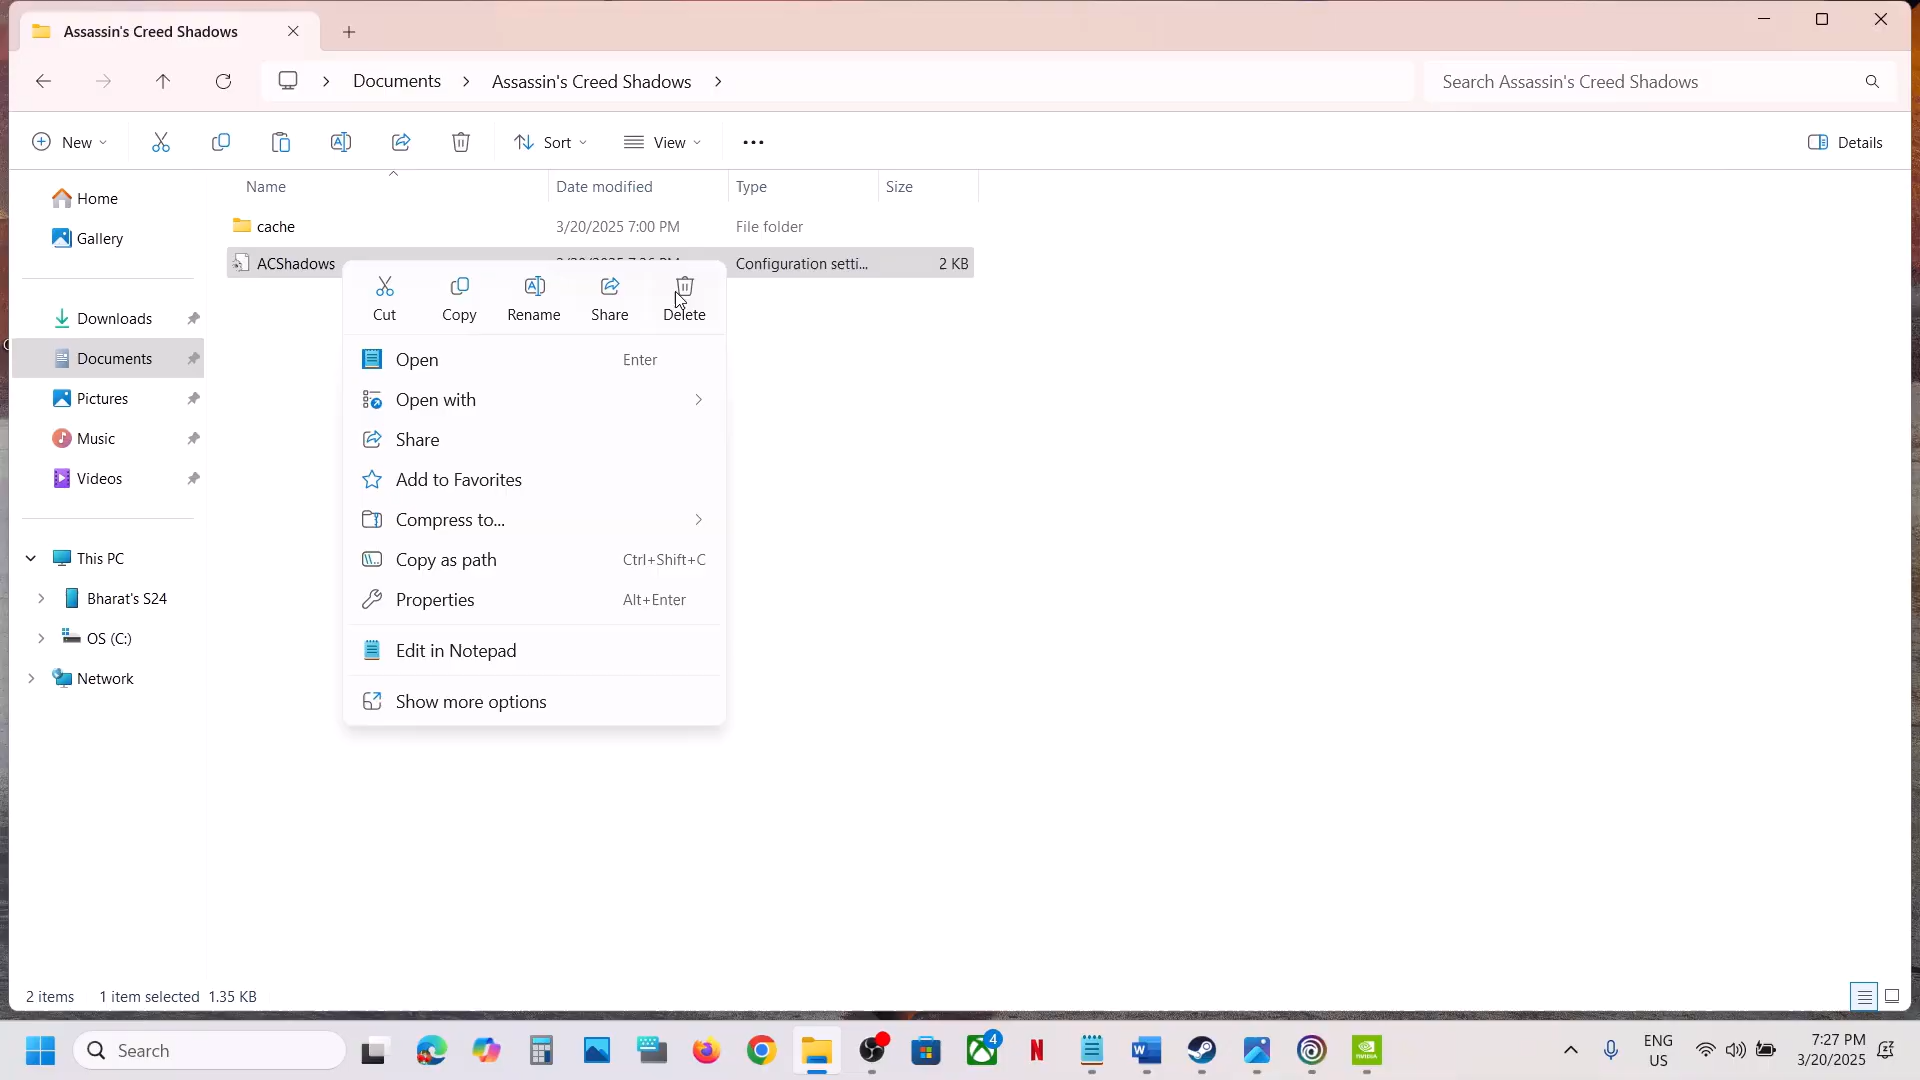 Assassin's Creed Shadows
Documents
Assassin's Creed Shadows
Search Assassin's Creed Shadows
New
Sort
View
Details
Name
Date modified
Type
Size
Home
Gallery
Downloads
Documents
Pictures
Music
Videos
This PC
Bharat's S24
OS (C:)
Network
cache
3/20/2025 7:00 PM
File folder
ACShadows
Configuration setti...
2 KB
Cut
Copy
Rename
Share
Delete
Open
Enter
Open with
Share
Add to Favorites
Compress to...
Copy as path
Ctrl+Shift+C
Properties
Alt+Enter
Edit in Notepad
Show more options
2 items
1 item selected 1.35 KB
Search
4
ENG
US
7:27 PM
3/20/2025